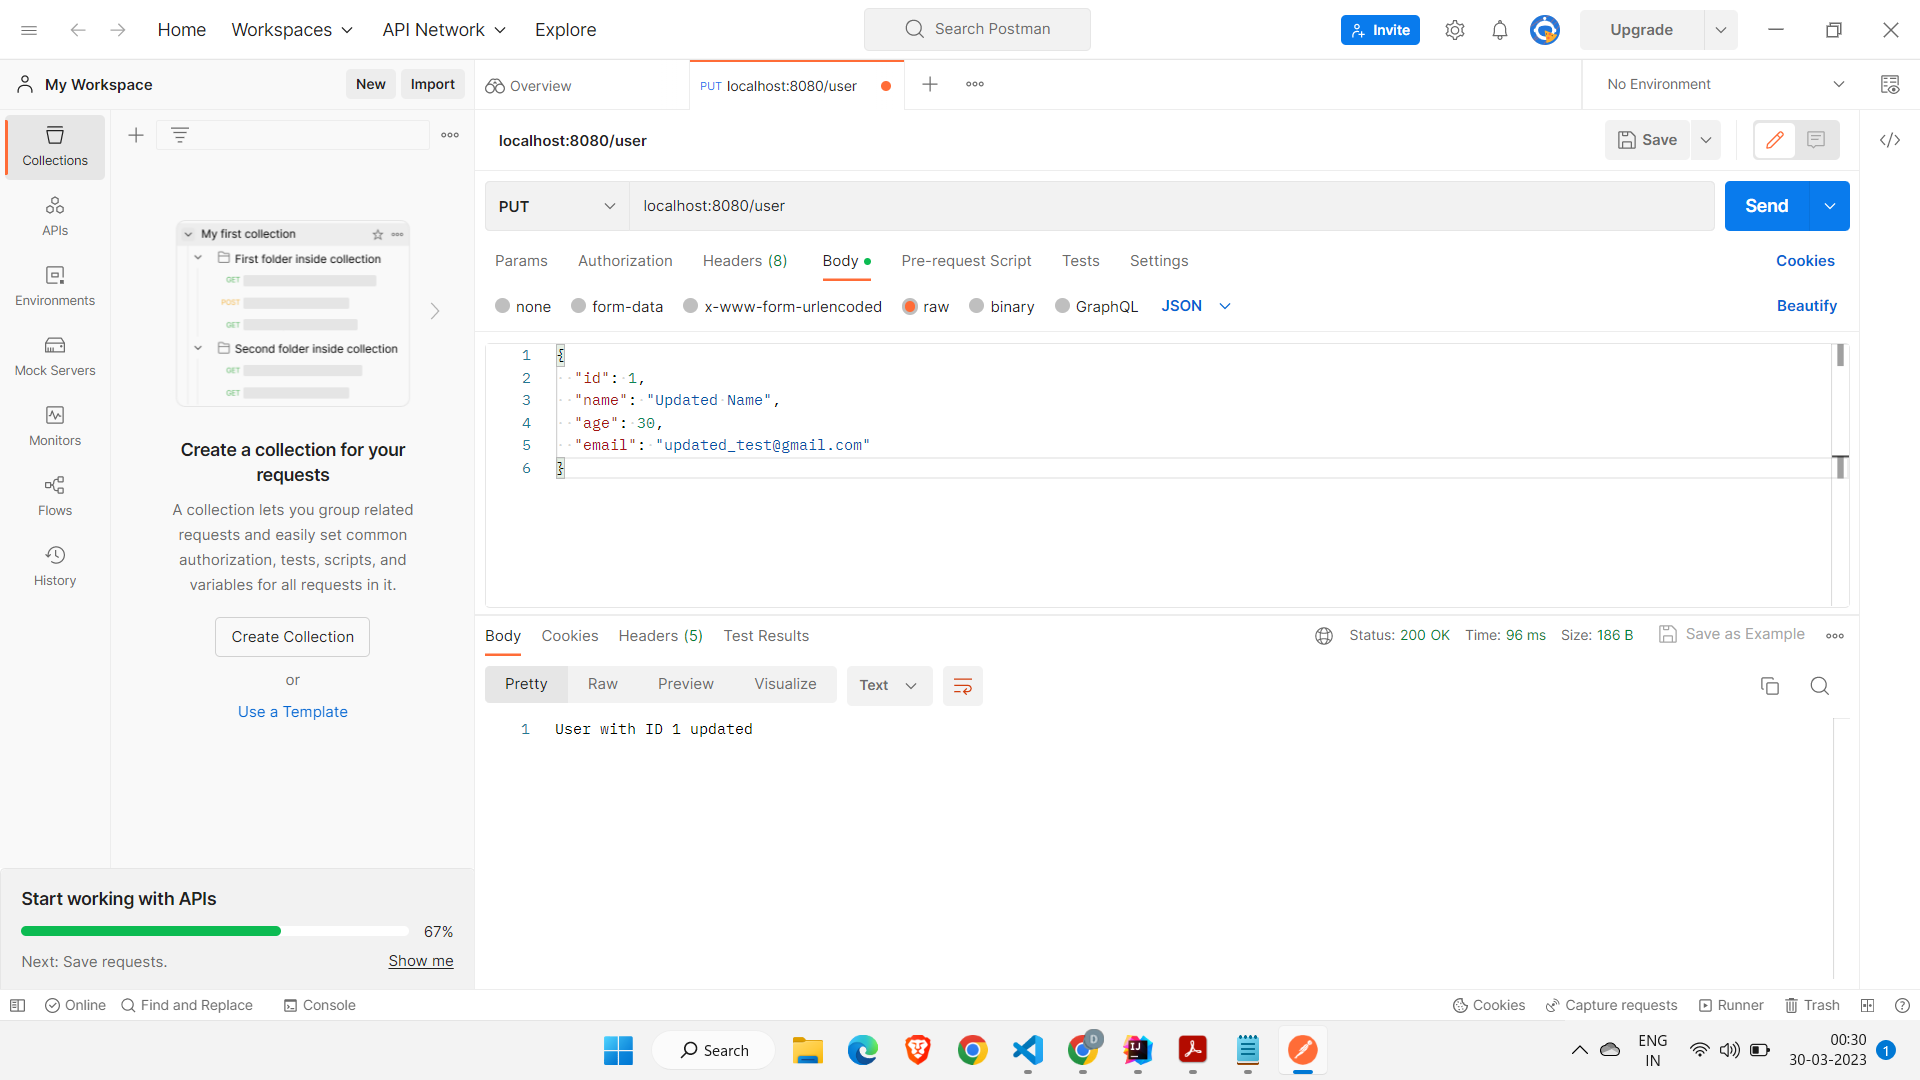 Home Workspaces API Network Explore
Search Postman
Invite
Upgrade
My Workspace
New Import
Overview
PUT localhost:8080/user
No Environment
Collections
APIs
Environments
Mock Servers
Monitors
Flows
History
My first collection
First folder inside collection
GET
POST
GET
Second folder inside collection
GET
GET
Create a collection for your
requests
A collection lets you group related
requests and easily set common
authorization, tests, scripts, and
variables for all requests in it.
Create Collection
or
Use a Template
Start working with APIs
67%
Next: Save requests. Show me
localhost:8080/user
Save
</>
PUT localhost:8080/user
Send
Params Authorization Headers (8) Body Pre-request Script Tests Settings Cookies
none form-data x-www-form-urlencoded raw binary GraphQL JSON Beautify
1 {
2 "id": 1,
3 "name": "Updated Name",
4 "age": 30,
5 "email": "updated_test@gmail.com"
6 }
Body Cookies Headers (5) Test Results
Status: 200 OK Time: 96 ms Size: 186 B Save as Example
Pretty Raw Preview Visualize Text
1 User with ID 1 updated
Online Find and Replace Console
Cookies Capture requests Runner Trash
Search
D
IJ
ENG
IN
00:30
30-03-2023
1